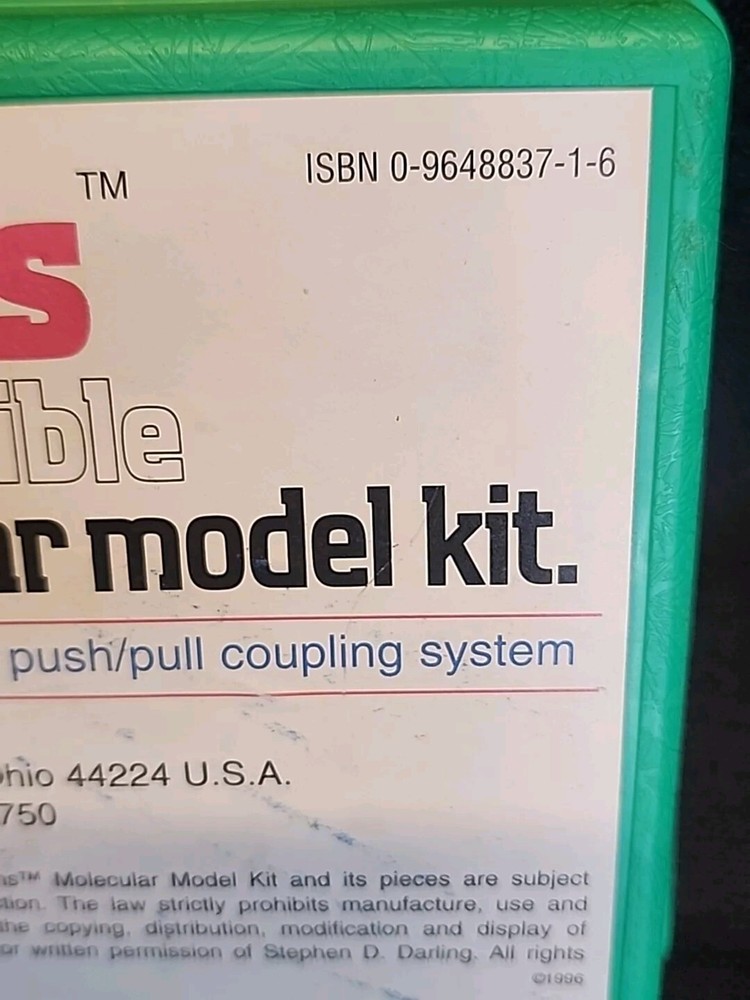 ISBN 0-9648837-1-6
TM
s
ible
ar model kit.
push/pull coupling system
Ohio 44224 U.S.A.
750
ns™ Molecular Model Kit and its pieces are subject
tion. The law strictly prohibits manufacture, use and
the copying, distribution, modification and display of
or written permission of Stephen D. Darling. All rights
©1996